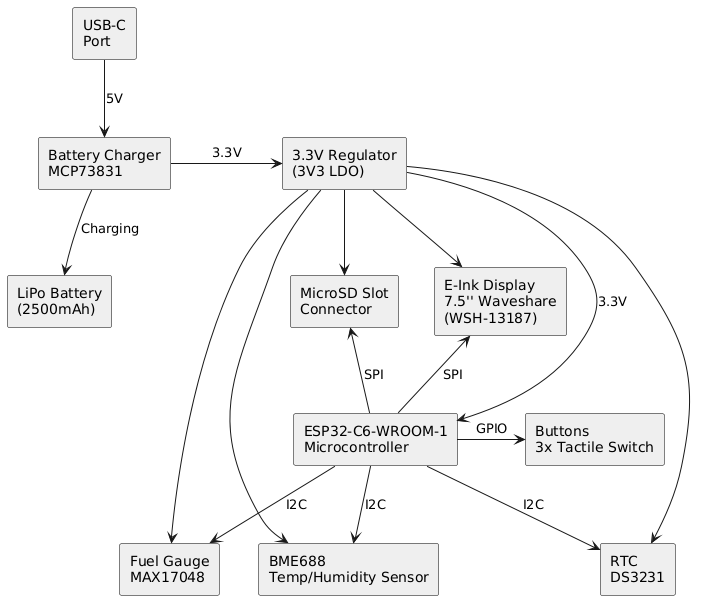 USB-C
Port
5V
Battery Charger
MCP73831
3.3V
3.3V Regulator
(3V3 LDO)
Charging
LiPo Battery
(2500mAh)
MicroSD Slot
Connector
E-Ink Display
7.5'' Waveshare
(WSH-13187)
3.3V
SPI
SPI
ESP32-C6-WROOM-1
Microcontroller
GPIO
Buttons
3x Tactile Switch
I2C
I2C
I2C
Fuel Gauge
MAX17048
BME688
Temp/Humidity Sensor
RTC
DS3231